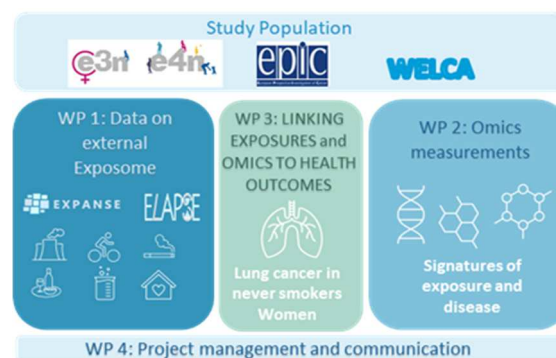 Study Population
e3n e4n epic WELCA
WP 1: Data on
external
Exposome
EXPANSE ELAPSE
WP 3: LINKING
EXPOSURES and
OMICS TO HEALTH
OUTCOMES
Lung cancer in
never smokers
Women
WP 2: Omics
measurements
Signatures of
exposure and
disease
WP 4: Project management and communication